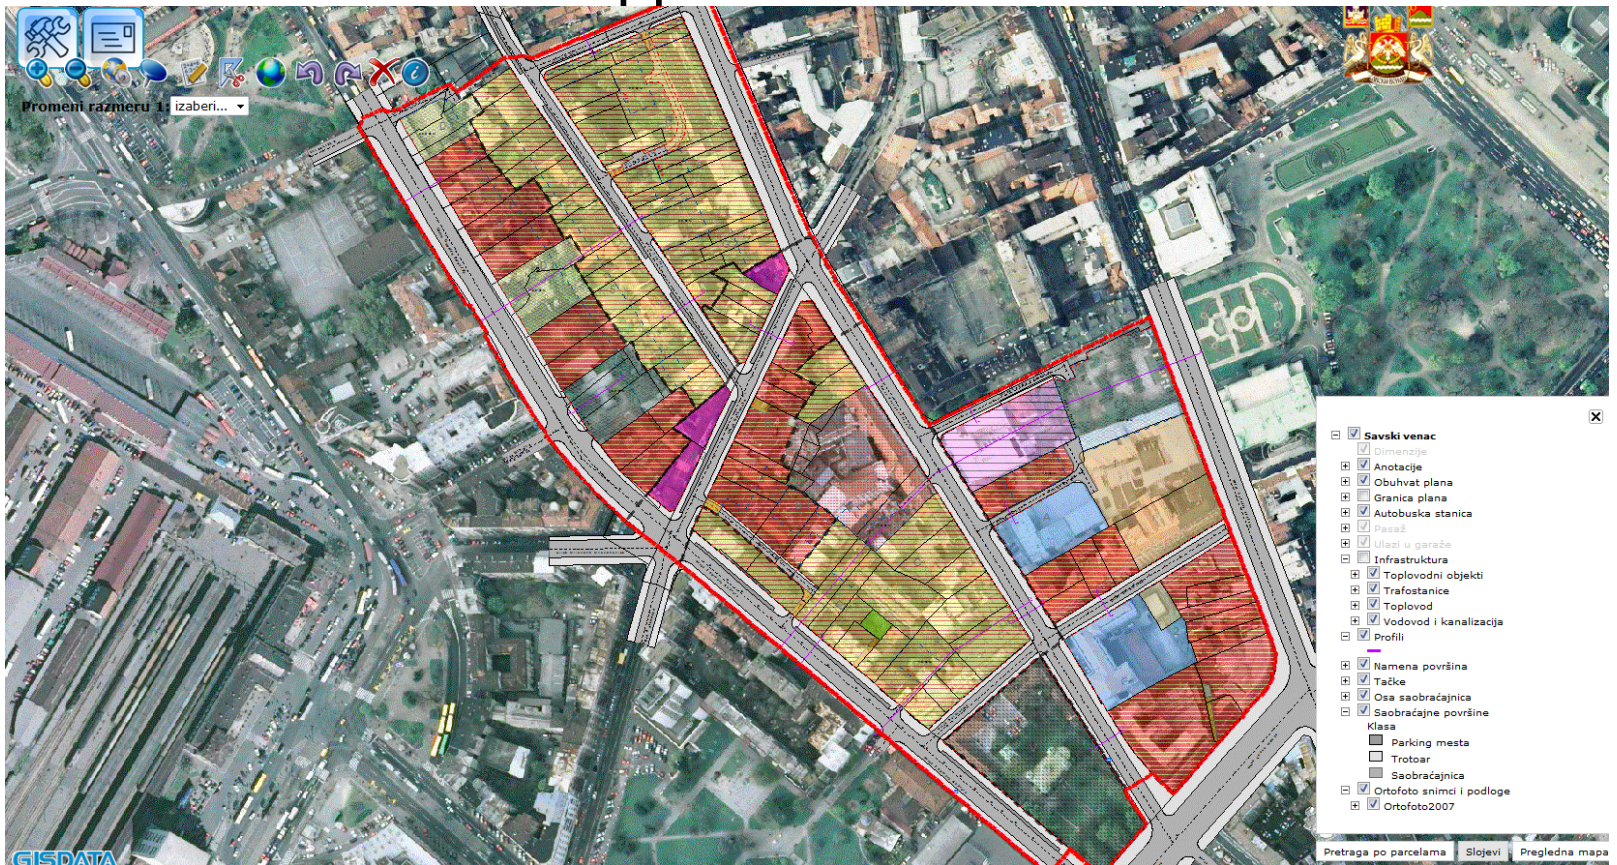 Promeni razmeru 1: izaberi...
Savski venac
Dimenzije
Anotacije
Obuhvat plana
Granica plana
Autobuska stanica
Pasaž
Ulazi u garaže
Infrastruktura
Toplovodni objekti
Trafostanice
Toplovod
Vodovod i kanalizacija
Profili
Namena površina
Tačke
Osa saobraćajnica
Saobraćajne površine
Klasa
Parking mesta
Trotoar
Saobraćajnica
Ortofoto snimci i podloge
Ortofoto2007
Pretraga po parcelama Slojevi Pregledna mapa
GISDATA